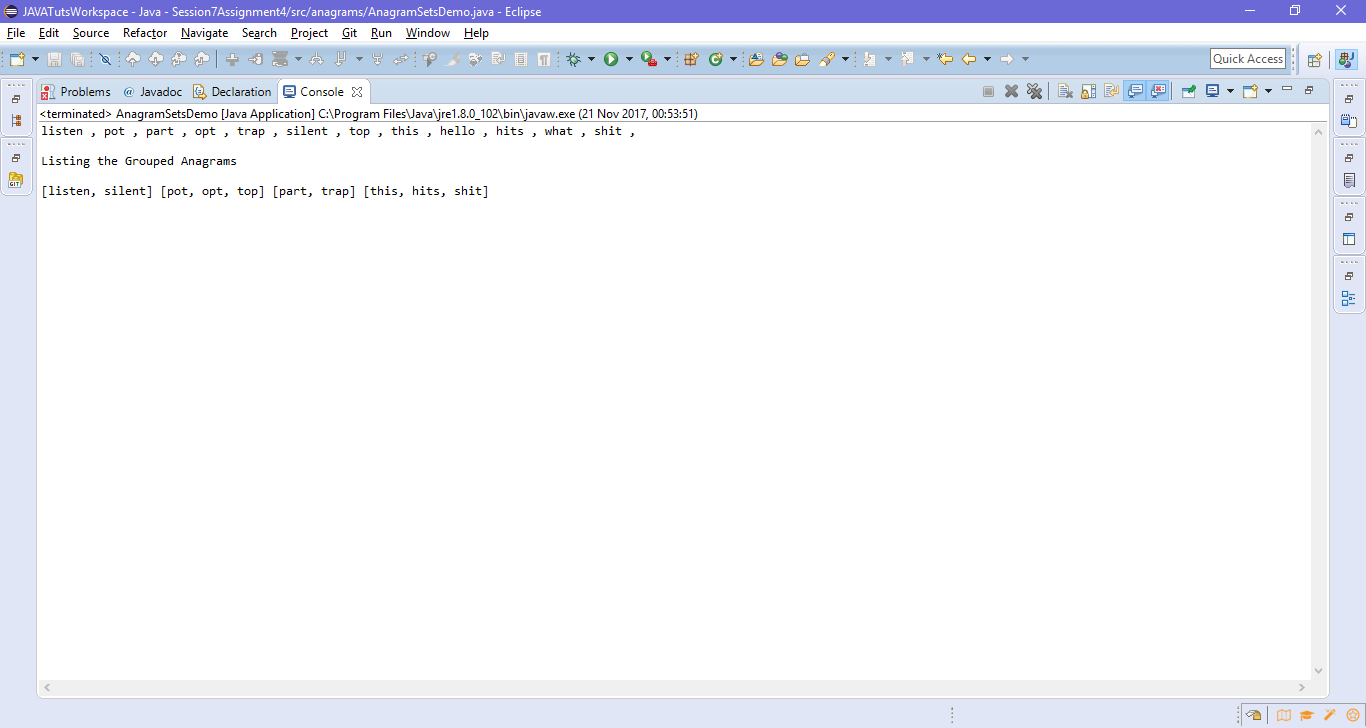 JAVATutsWorkspace - Java - Session7Assignment4/src/anagrams/AnagramSetsDemo.java - Eclipse
File Edit Source Refactor Navigate Search Project Git Run Window Help
Quick Access
Problems @ Javadoc Declaration Console
<terminated> AnagramSetsDemo [Java Application] C:\Program Files\Java\jre1.8.0_102\bin\javaw.exe (21 Nov 2017, 00:53:51)
listen , pot , part , opt , trap , silent , top , this , hello , hits , what , shit ,
Listing the Grouped Anagrams
[listen, silent] [pot, opt, top] [part, trap] [this, hits, shit]
GIT